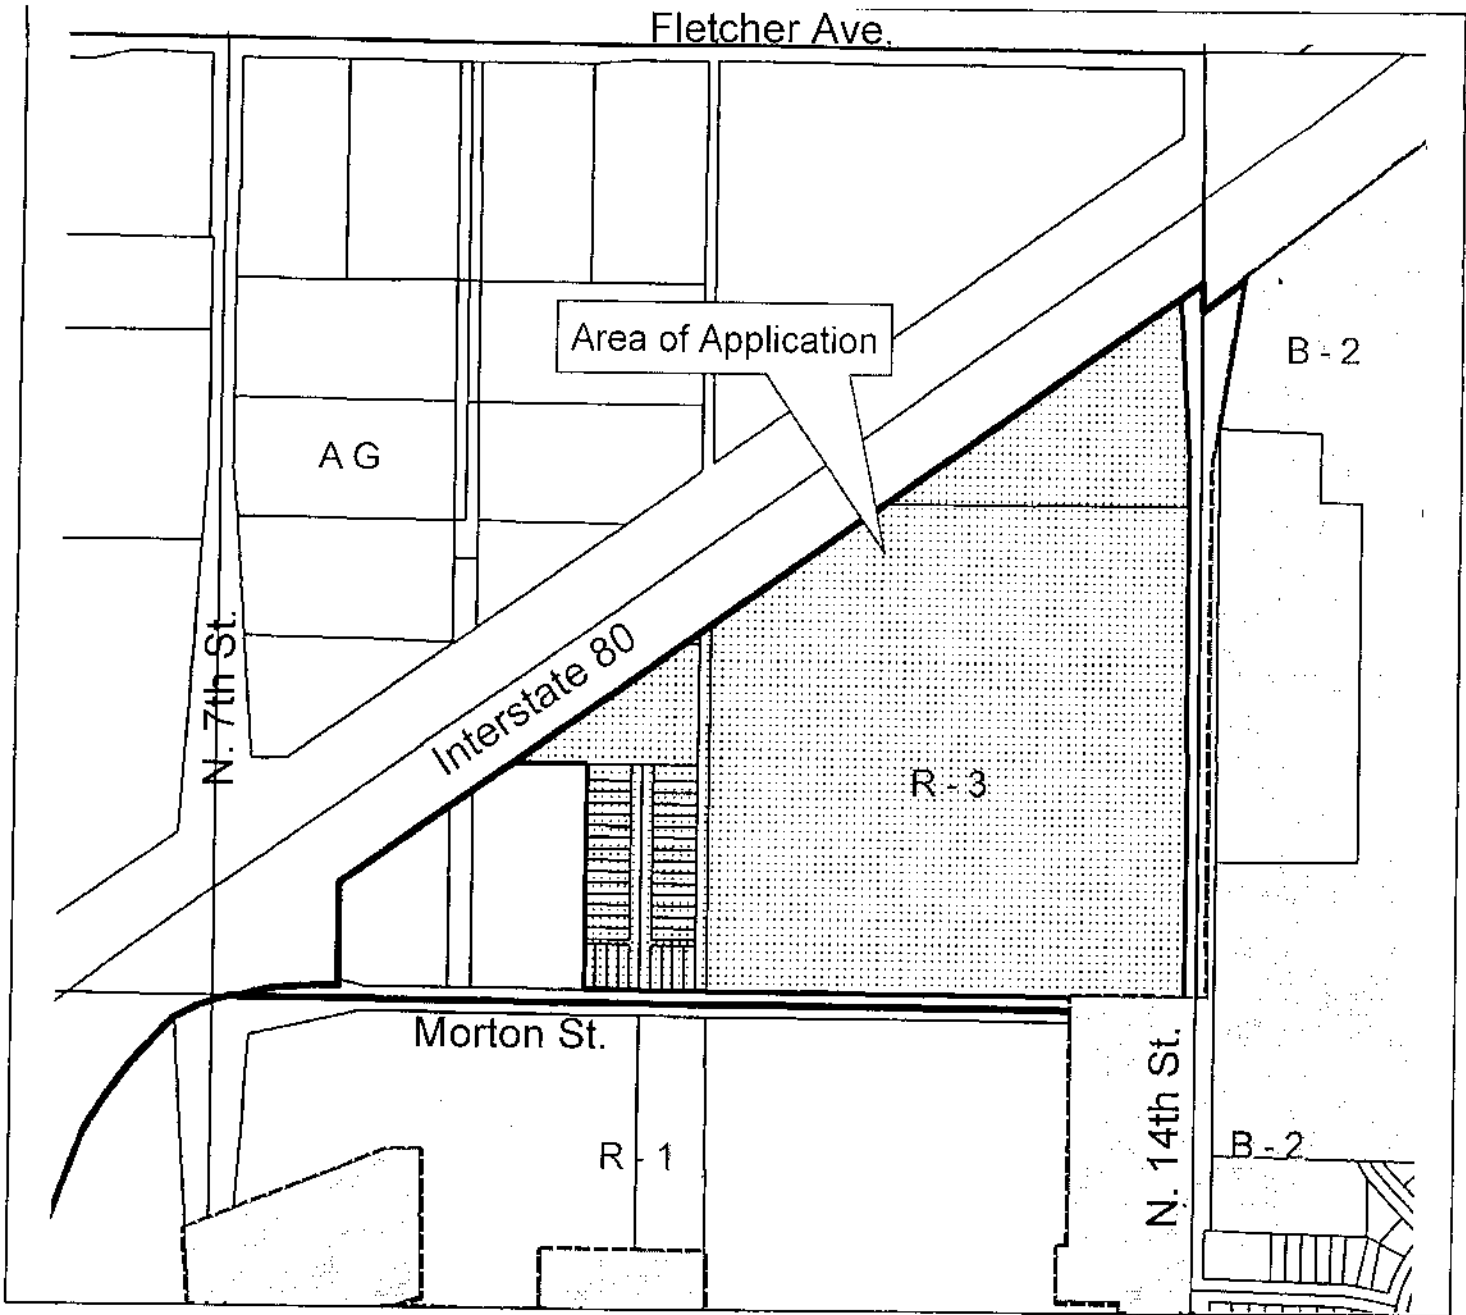 Fletcher Ave.
Area of Application
B - 2
A G
N. 7th St.
Interstate 80
R - 3
Morton St.
N. 14th St.
R - 1
B - 2